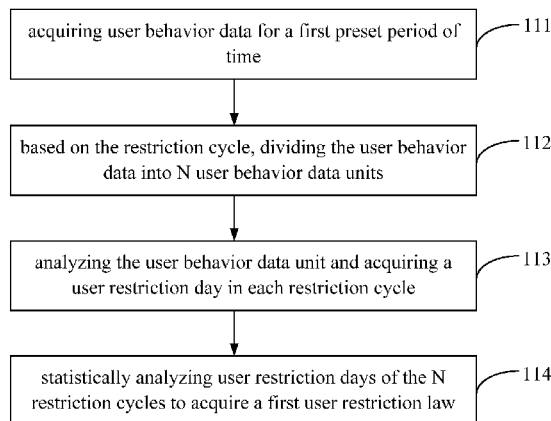 acquiring user behavior data for a first preset period of
time
111
based on the restriction cycle, dividing the user behavior
data into N user behavior data units
112
analyzing the user behavior data unit and acquiring a
user restriction day in each restriction cycle
113
statistically analyzing user restriction days of the N
restriction cycles to acquire a first user restriction law
114